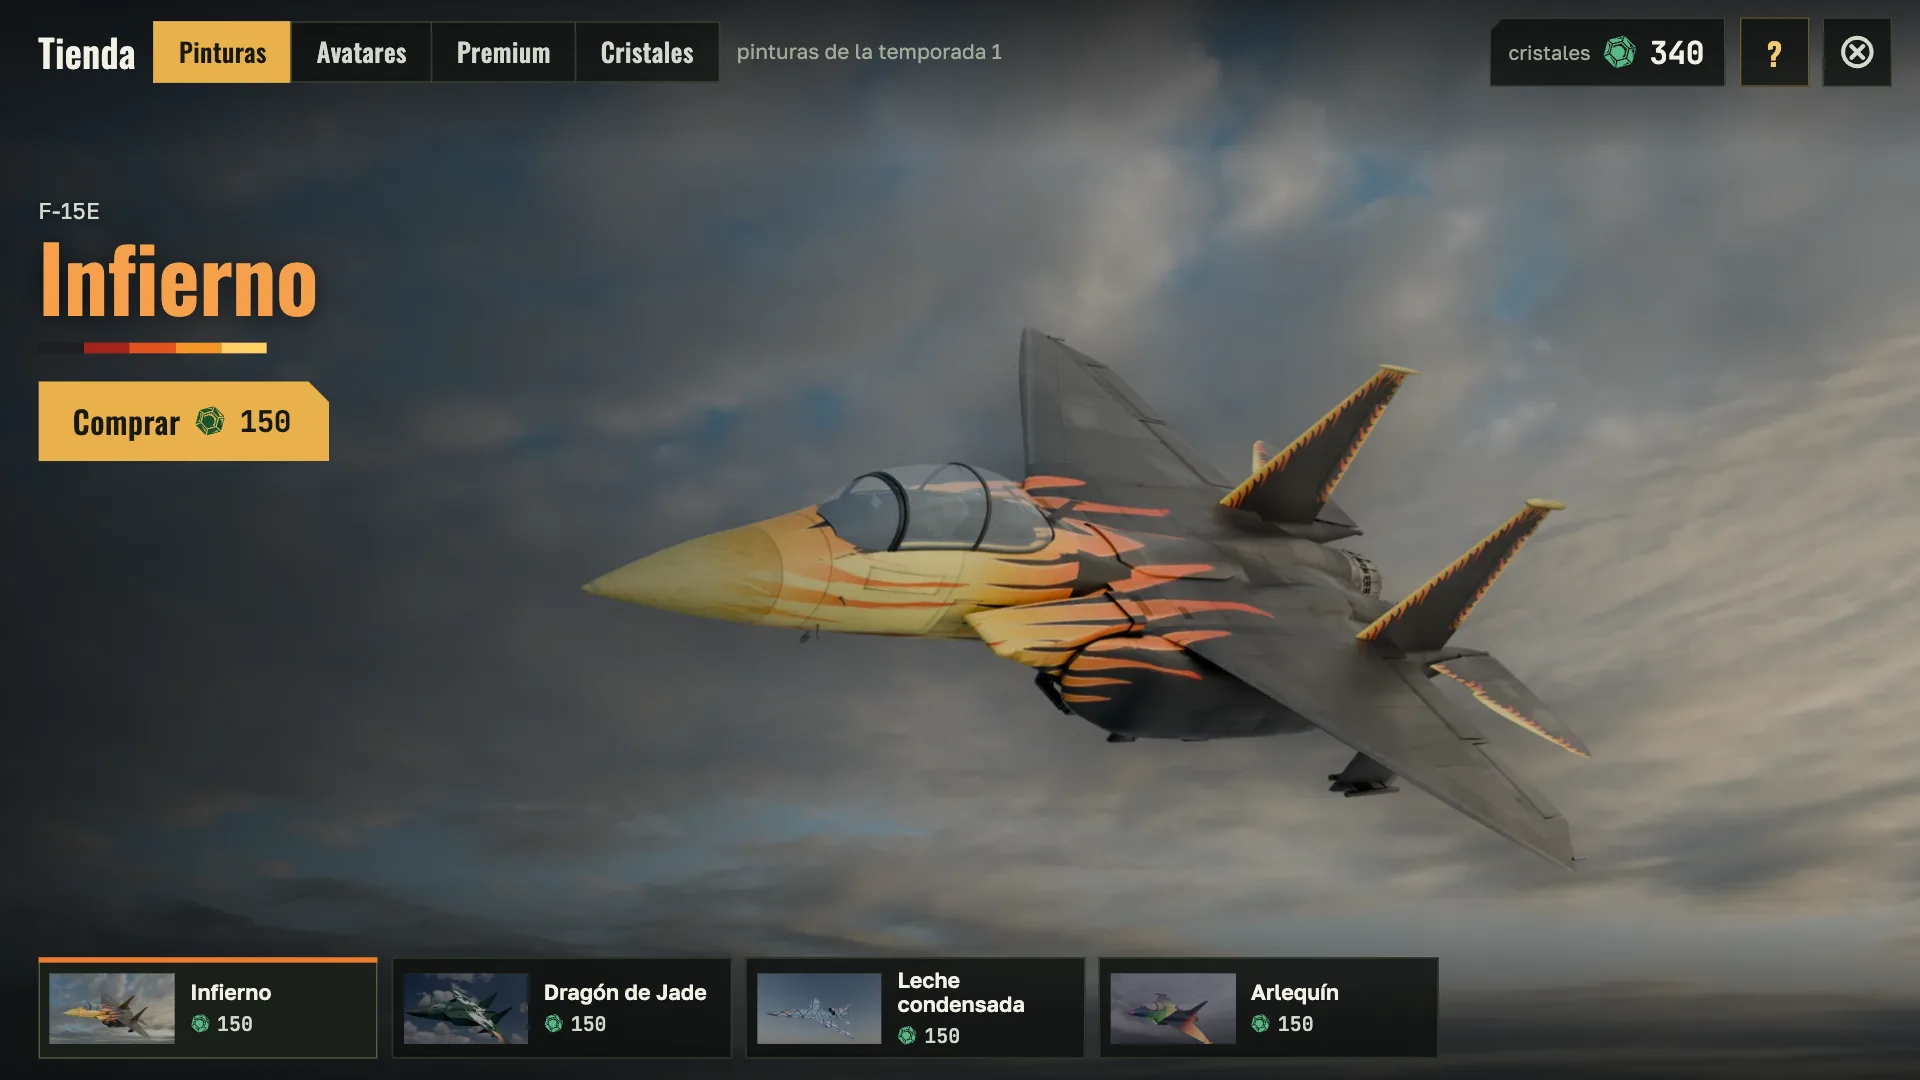 Tienda
Pinturas
Avatares
Premium
Cristales
pinturas de la temporada 1
cristales 340
?
F-15E
Infierno
Comprar 150
Infierno
150
Dragón de Jade
150
Leche
condensada
150
Arlequín
150